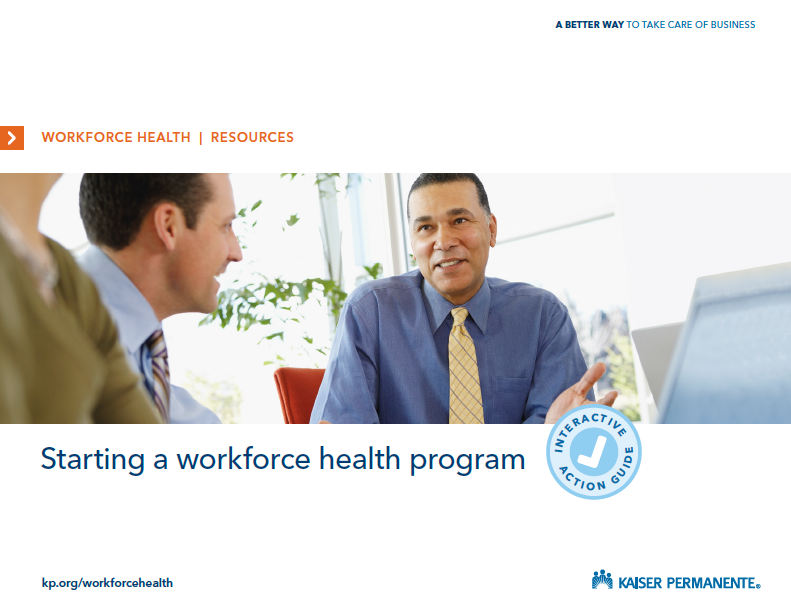 A BETTER WAY TO TAKE CARE OF BUSINESS
WORKFORCE HEALTH | RESOURCES
Starting a workforce health program
INTERACTIVE
ACTION GUIDE
kp.org/workforcehealth
KAISER PERMANENTE®